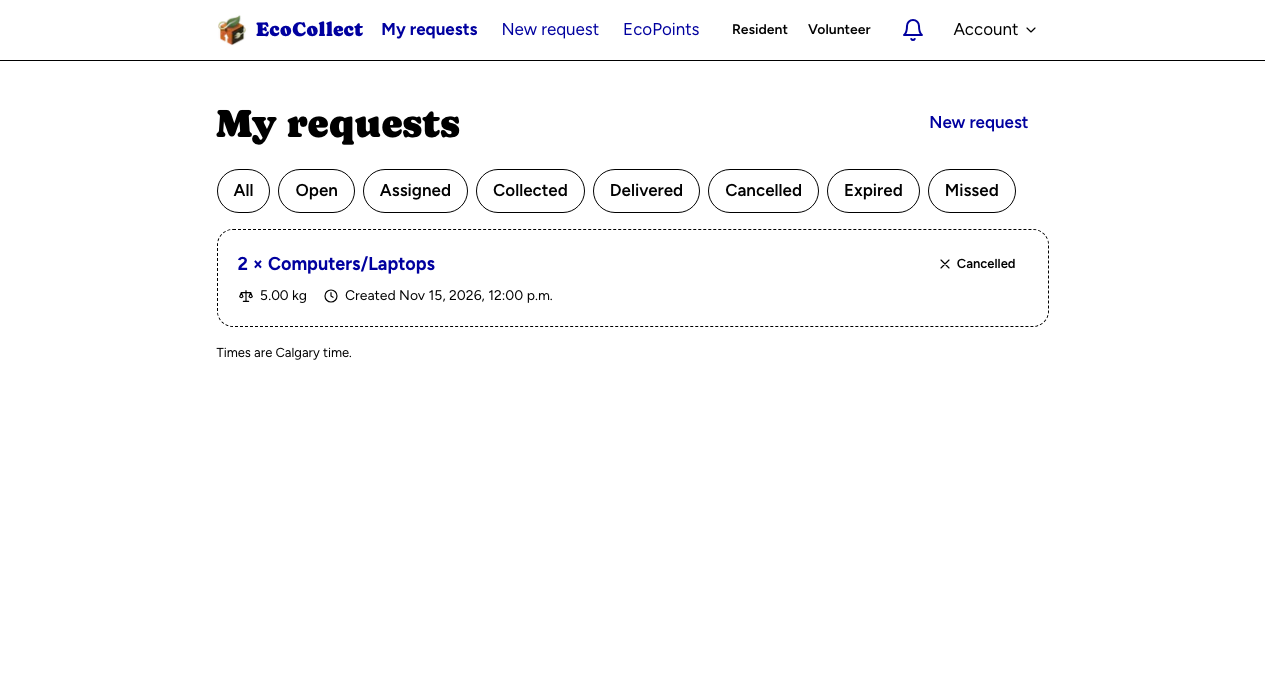 EcoCollect My requests New request EcoPoints Resident Volunteer Account
My requests
New request
All Open Assigned Collected Delivered Cancelled Expired Missed
2 × Computers/Laptops
Cancelled
5.00 kg Created Nov 15, 2026, 12:00 p.m.
Times are Calgary time.